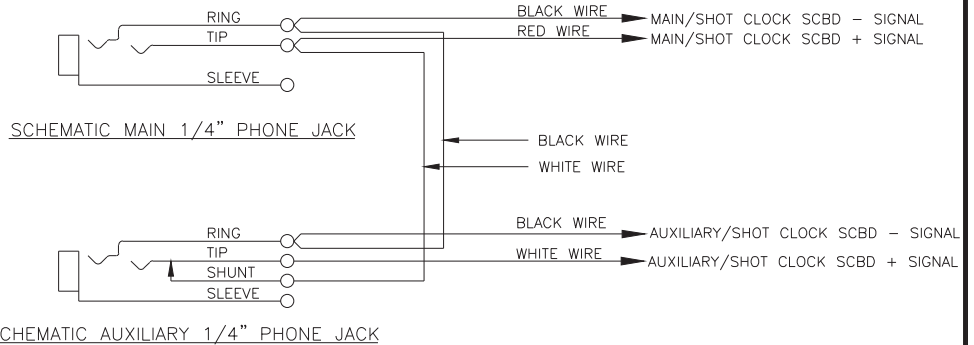 RING
BLACK WIRE
MAIN/SHOT CLOCK SCBD – SIGNAL
TIP
RED WIRE
MAIN/SHOT CLOCK SCBD + SIGNAL
SLEEVE
SCHEMATIC MAIN 1/4" PHONE JACK
BLACK WIRE
WHITE WIRE
RING
BLACK WIRE
AUXILIARY/SHOT CLOCK SCBD – SIGNAL
TIP
WHITE WIRE
AUXILIARY/SHOT CLOCK SCBD + SIGNAL
SHUNT
SLEEVE
CHEMATIC AUXILIARY 1/4" PHONE JACK